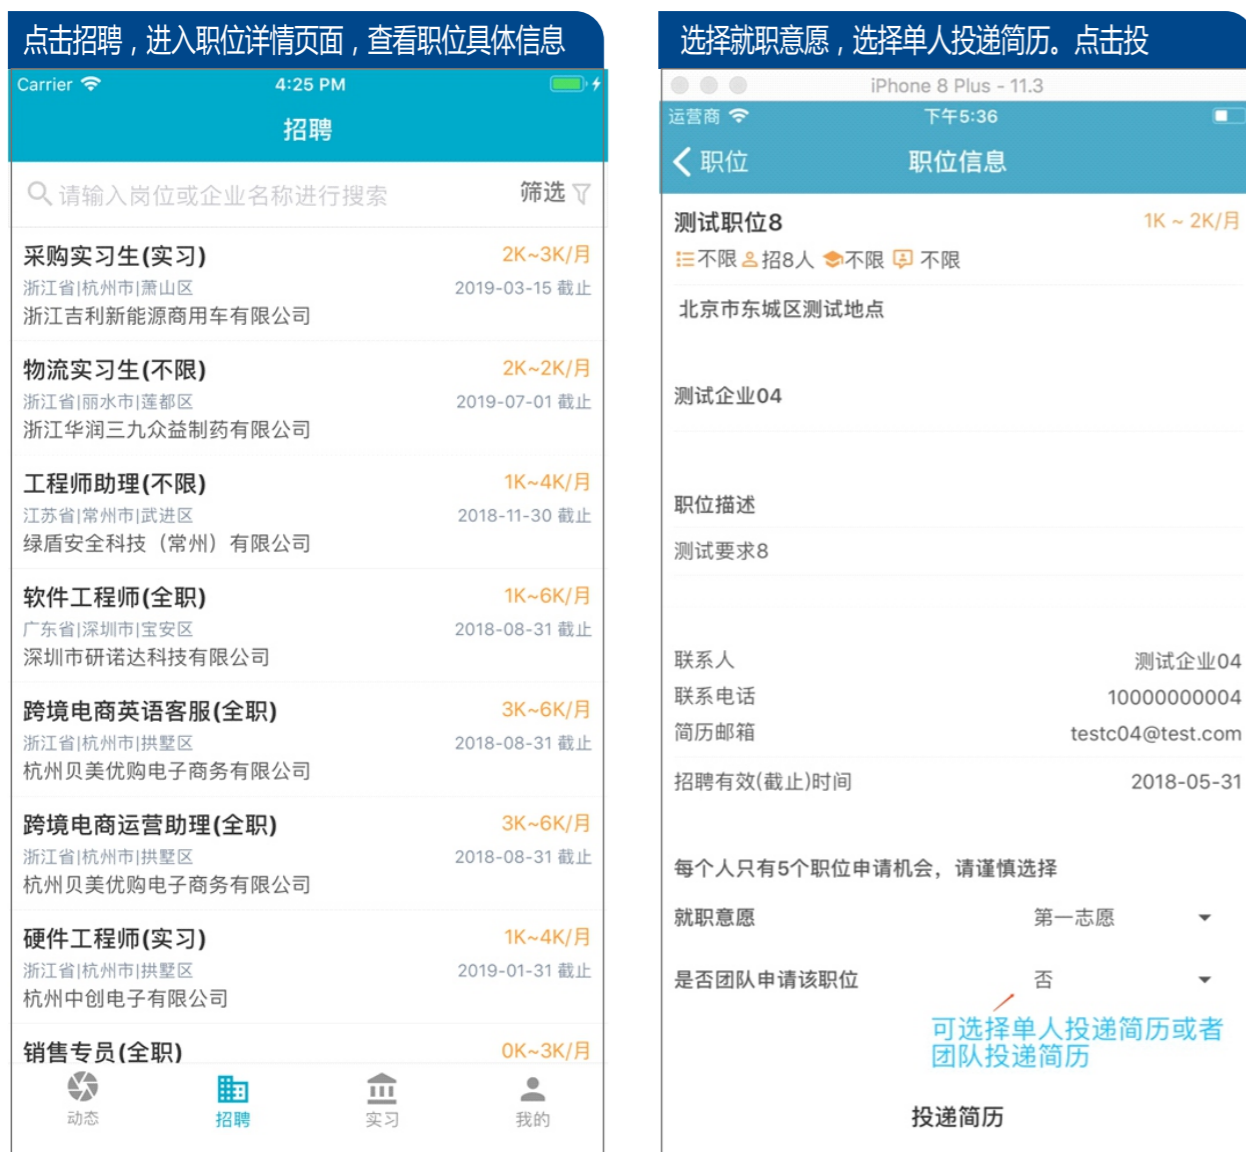 点击招聘，进入职位详情页面，查看职位具体信息
Carrier 4:25 PM
招聘
请输入岗位或企业名称进行搜索 筛选
采购实习生(实习) 2K~3K/月
浙江省|杭州市|萧山区 2019-03-15 截止
浙江吉利新能源商用车有限公司
物流实习生(不限) 2K~2K/月
浙江省|丽水市|莲都区 2019-07-01 截止
浙江华润三九众益制药有限公司
工程师助理(不限) 1K~4K/月
江苏省|常州市|武进区 2018-11-30 截止
绿盾安全科技（常州）有限公司
软件工程师(全职) 1K~6K/月
广东省|深圳市|宝安区 2018-08-31 截止
深圳市研诺达科技有限公司
跨境电商英语客服(全职) 3K~6K/月
浙江省|杭州市|拱墅区 2018-08-31 截止
杭州贝美优购电子商务有限公司
跨境电商运营助理(全职) 3K~6K/月
浙江省|杭州市|拱墅区 2018-08-31 截止
杭州贝美优购电子商务有限公司
硬件工程师(实习) 1K~4K/月
浙江省|杭州市|拱墅区 2019-01-31 截止
杭州中创电子有限公司
销售专员(全职) 0K~3K/月
动态 招聘 实习 我的
选择就职意愿，选择单人投递简历。点击投
iPhone 8 Plus - 11.3
运营商 下午5:36
职位 职位信息
测试职位8 1K ~ 2K/月
不限 招8人 不限 不限
北京市东城区测试地点
测试企业04
职位描述
测试要求8
联系人 测试企业04
联系电话 10000000004
简历邮箱 testc04@test.com
招聘有效(截止)时间 2018-05-31
每个人只有5个职位申请机会，请谨慎选择
就职意愿 第一志愿
是否团队申请该职位 否
可选择单人投递简历或者
团队投递简历
投递简历